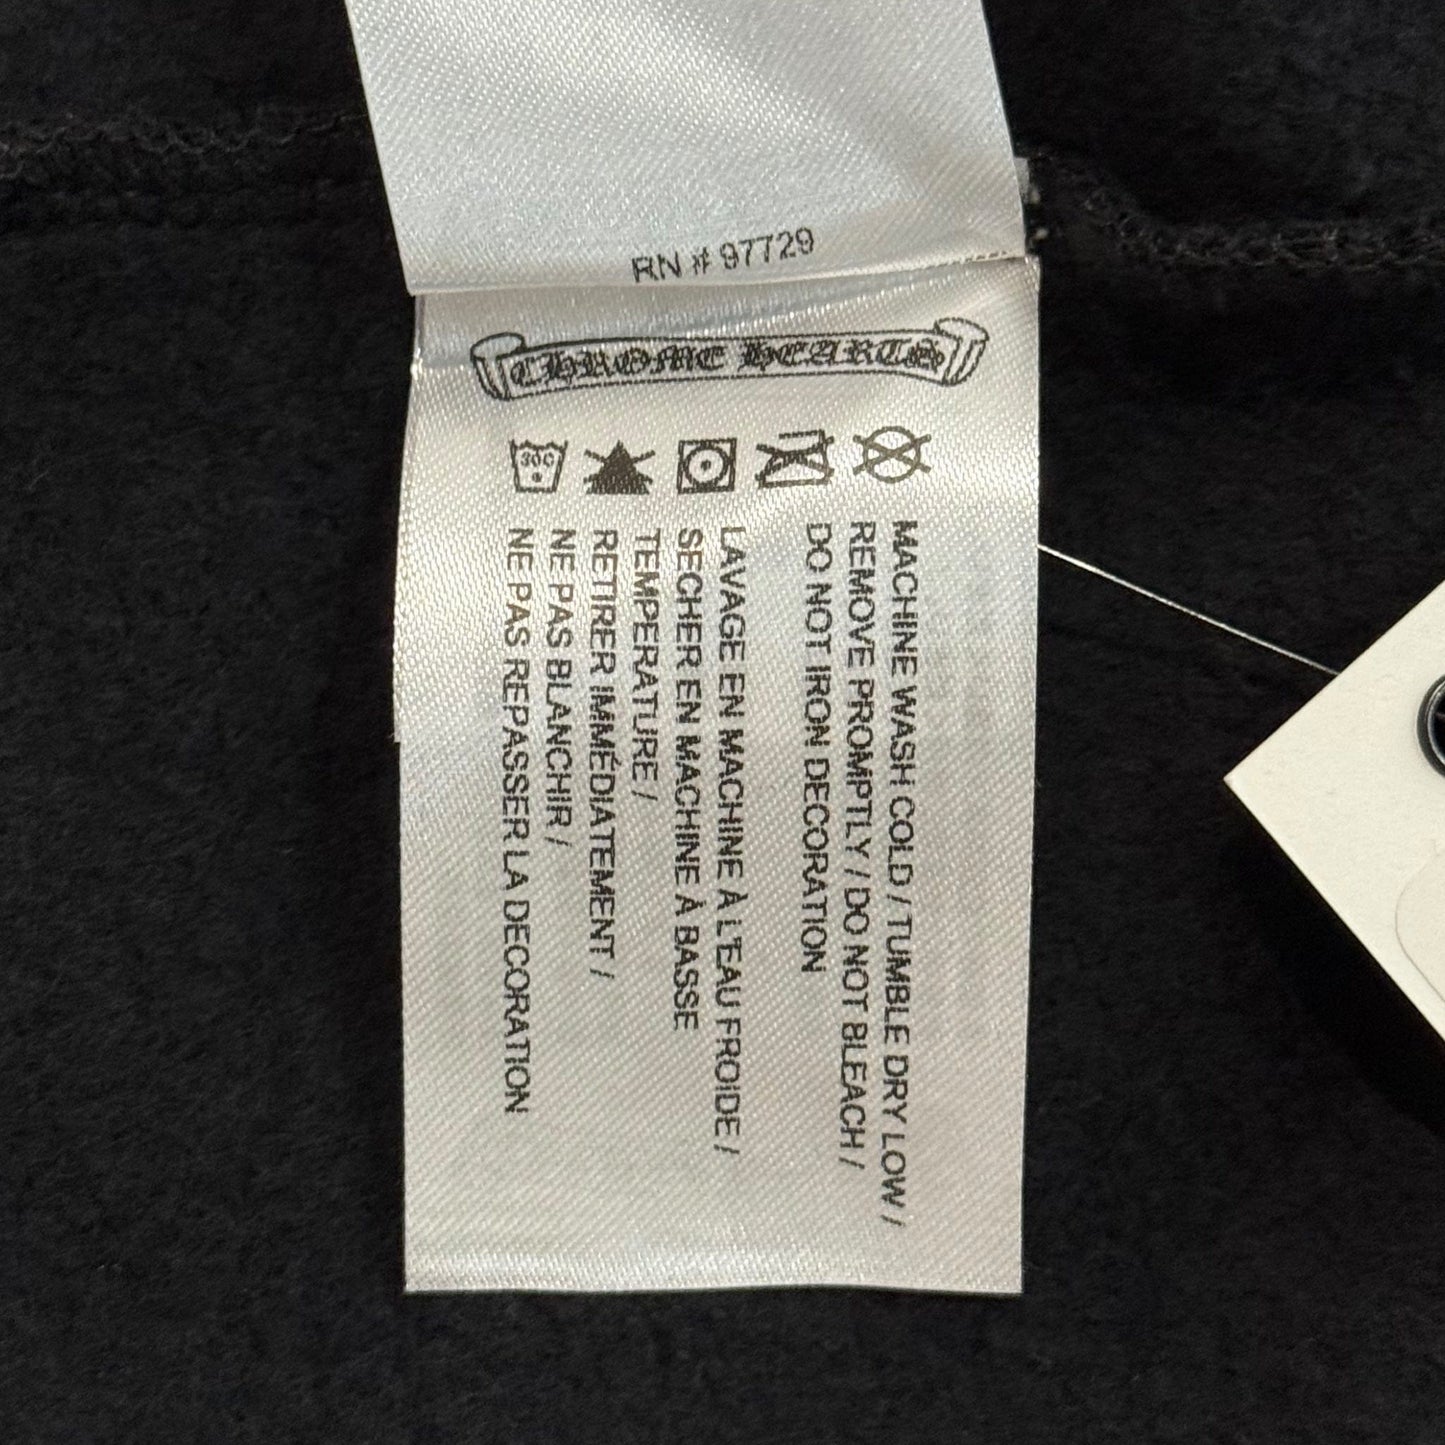 RN # 97729
CHROME HEARTS
30C
MACHINE WASH COLD / TUMBLE DRY LOW /
REMOVE PROMPTLY / DO NOT BLEACH /
DO NOT IRON DECORATION
LAVAGE EN MACHINE À L'EAU FROIDE /
SECHER EN MACHINE À BASSE
TEMPERATURE /
RETIRER IMMÉDIATEMENT /
NE PAS BLANCHIR /
NE PAS REPASSER LA DECORATION